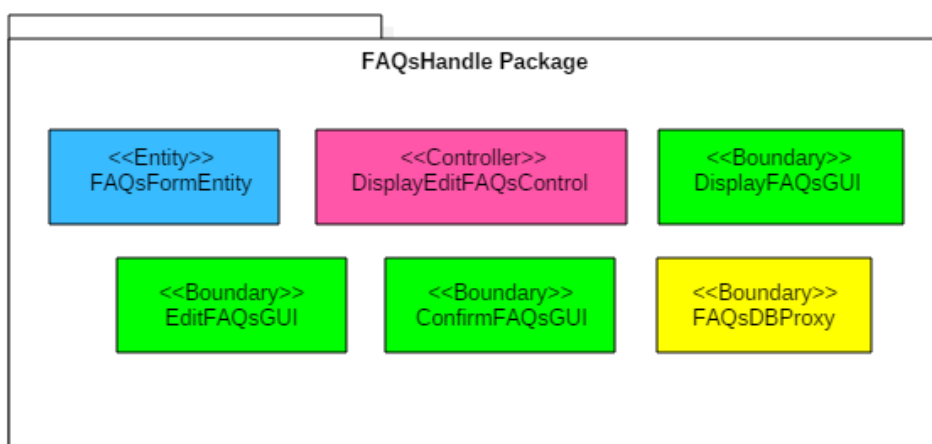 FAQsHandle Package
<<Entity>>
FAQsFormEntity
<<Controller>>
DisplayEditFAQsControl
<<Boundary>>
DisplayFAQsGUI
<<Boundary>>
EditFAQsGUI
<<Boundary>>
ConfirmFAQsGUI
<<Boundary>>
FAQsDBProxy